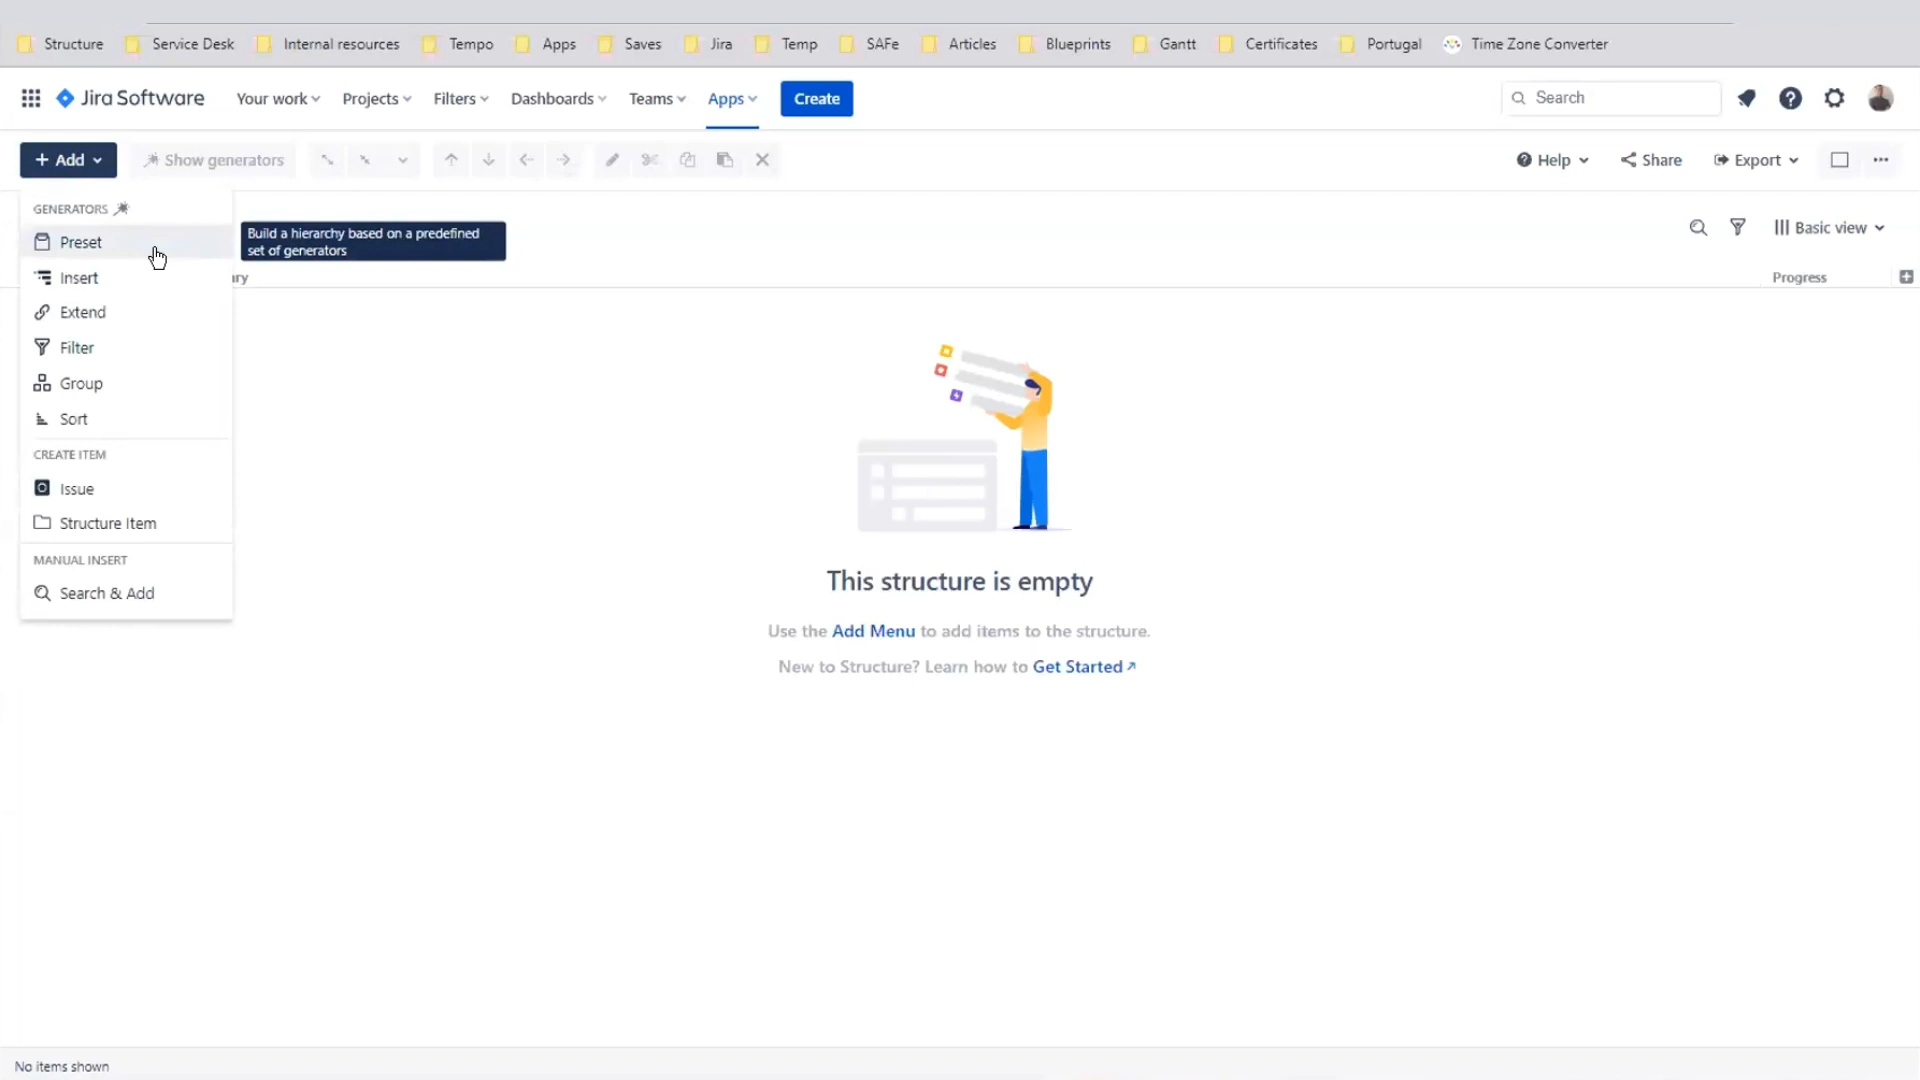 Structure Service Desk Internal resources Tempo Apps Saves Jira Temp SAFe Articles Blueprints Gantt Certificates Portugal Time Zone Converter
Jira Software Your work Projects Filters Dashboards Teams Apps Create Search
+ Add Show generators Help Share Export
GENERATORS
Preset
Build a hierarchy based on a predefined
set of generators
Basic view
Insert
ry
Progress
Extend
Filter
Group
Sort
CREATE ITEM
Issue
Structure Item
MANUAL INSERT
Search & Add
This structure is empty
Use the Add Menu to add items to the structure.
New to Structure? Learn how to Get Started
No items shown